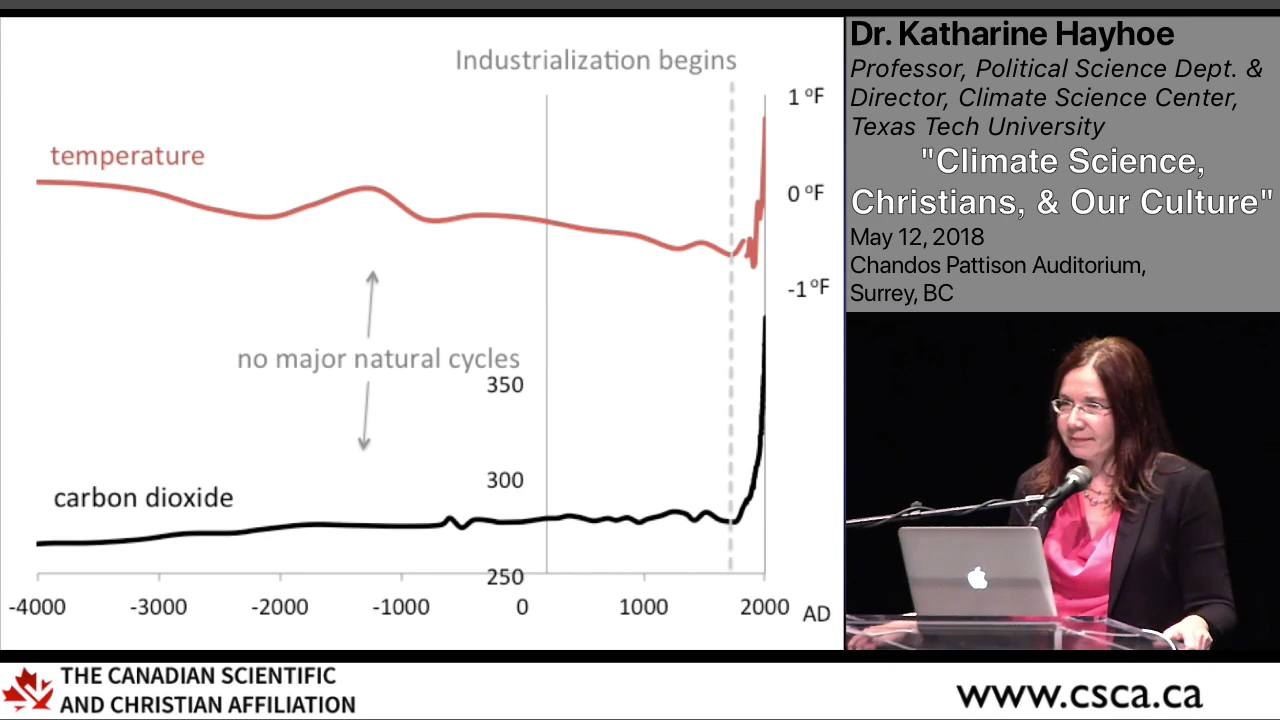 Industrialization begins
1 ºF
temperature
0 ºF
-1 ºF
no major natural cycles
350
300
carbon dioxide
250
-4000 -3000 -2000 -1000 0 1000 2000 AD
Dr. Katharine Hayhoe
Professor, Political Science Dept. &
Director, Climate Science Center,
Texas Tech University
"Climate Science,
Christians, & Our Culture"
May 12, 2018
Chandos Pattison Auditorium,
Surrey, BC
THE CANADIAN SCIENTIFIC
AND CHRISTIAN AFFILIATION
www.csca.ca